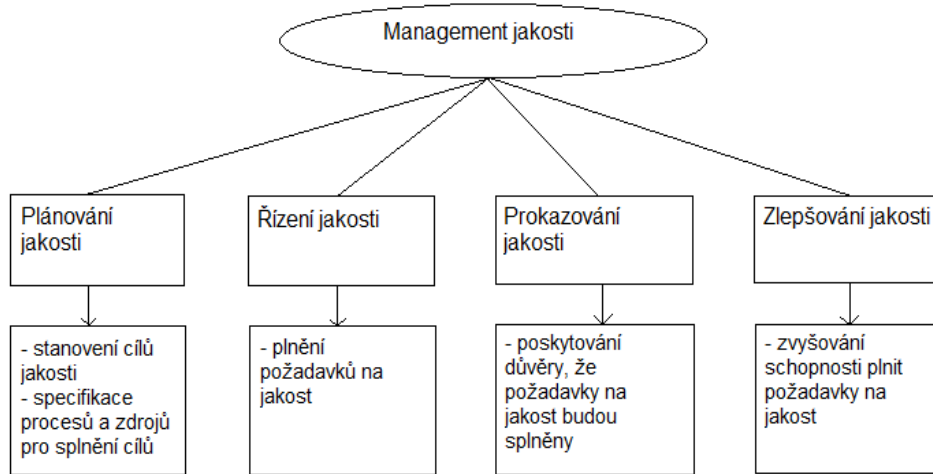 Management jakosti
Plánování
jakosti
Řízení jakosti
Prokazování
jakosti
Zlepšování jakosti
- stanovení cílů
jakosti
- specifikace
procesů a zdrojů
pro splnění cílů
- plnění
požadavků na
jakost
- poskytování
důvěry, že
požadavky na
jakost budou
splněny
- zvyšování
schopnosti plnit
požadavky na
jakost